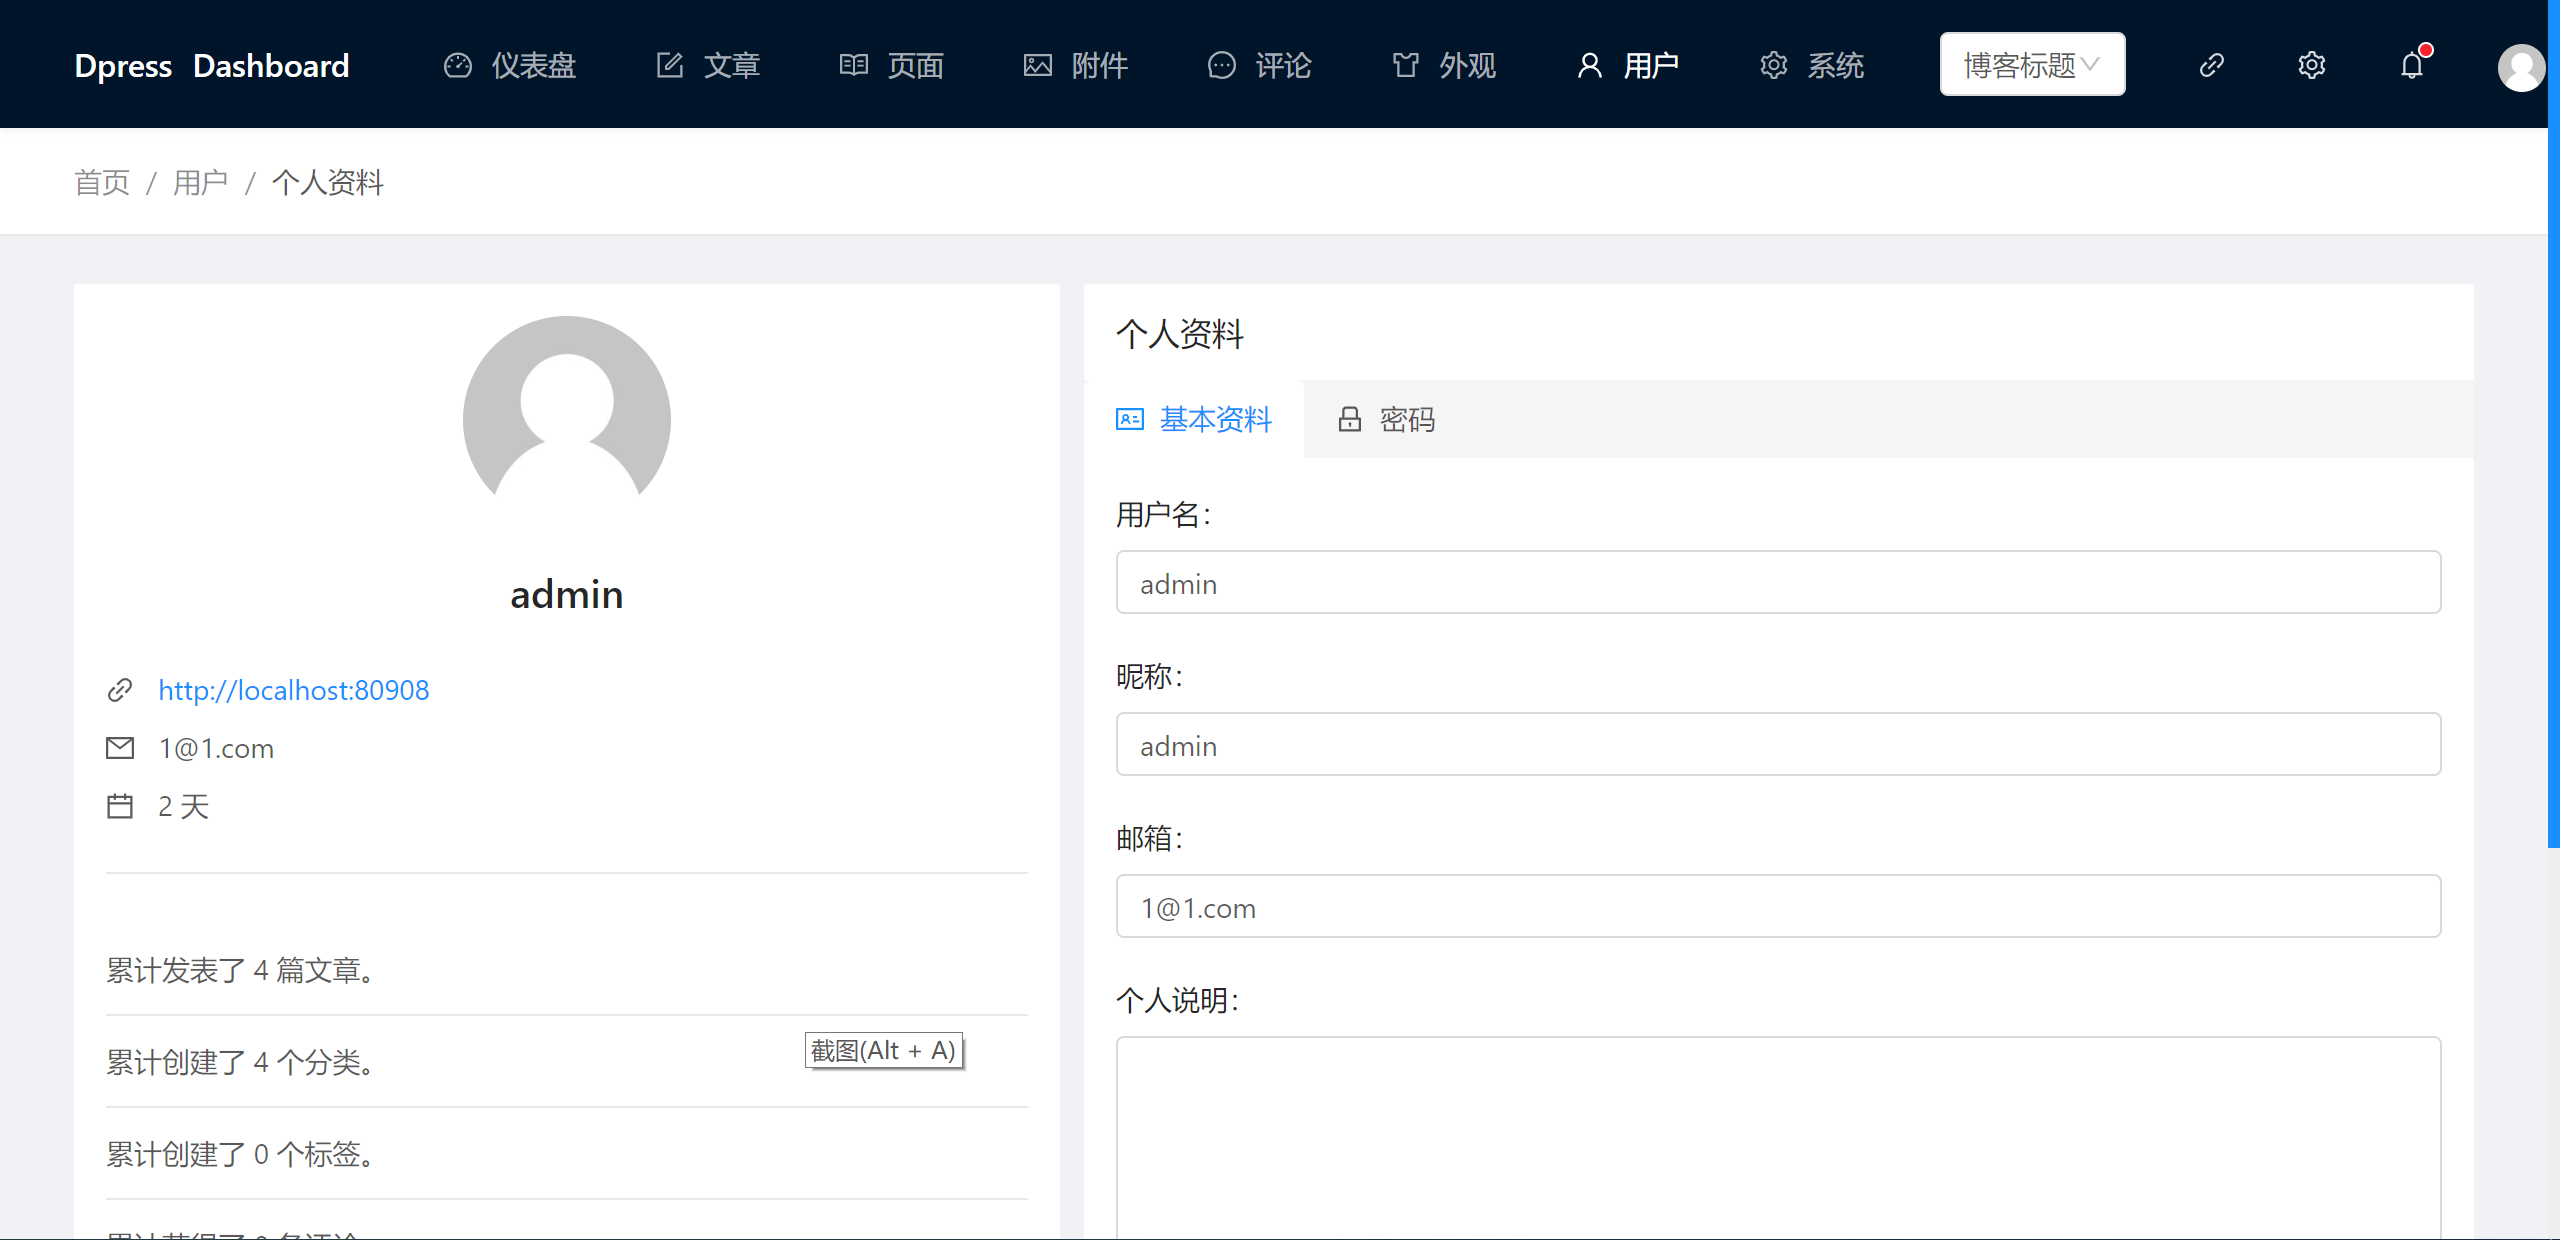 Dpress Dashboard 仪表盘 文章 页面 附件 评论 外观 用户 系统 博客标题
首页 / 用户 / 个人资料
admin
http://localhost:80908
1@1.com
2 天
累计发表了 4 篇文章。
累计创建了 4 个分类。
截图(Alt + A)
累计创建了 0 个标签。
个人资料
基本资料 密码
用户名：
admin
昵称：
admin
邮箱：
1@1.com
个人说明：